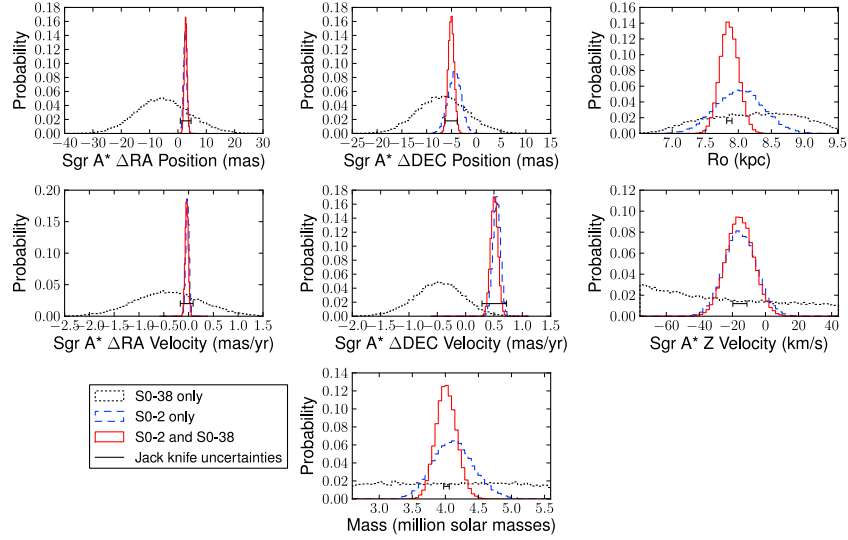 Probability
0.18
0.16
0.14
0.12
0.10
0.08
0.06
0.04
0.02
0.00
−40 −30 −20 −10 0 10 20 30
Sgr A* ΔRA Position (mas)
Probability
0.18
0.16
0.14
0.12
0.10
0.08
0.06
0.04
0.02
0.00
−25 −20 −15 −10 −5 0 5 10 15
Sgr A* ΔDEC Position (mas)
Probability
0.16
0.14
0.12
0.10
0.08
0.06
0.04
0.02
0.00
7.0 7.5 8.0 8.5 9.0 9.5
Ro (kpc)
Probability
0.20
0.15
0.10
0.05
0.00
−2.5 −2.0 −1.5 −1.0 −0.5 0.0 0.5 1.0 1.5
Sgr A* ΔRA Velocity (mas/yr)
Probability
0.18
0.16
0.14
0.12
0.10
0.08
0.06
0.04
0.02
0.00
−2.0 −1.5 −1.0 −0.5 0.0 0.5 1.0 1.5
Sgr A* ΔDEC Velocity (mas/yr)
Probability
0.12
0.10
0.08
0.06
0.04
0.02
0.00
−60 −40 −20 0 20 40
Sgr A* Z Velocity (km/s)
S0-38 only
S0-2 only
S0-2 and S0-38
Jack knife uncertainties
Probability
0.14
0.12
0.10
0.08
0.06
0.04
0.02
0.00
3.0 3.5 4.0 4.5 5.0 5.5
Mass (million solar masses)